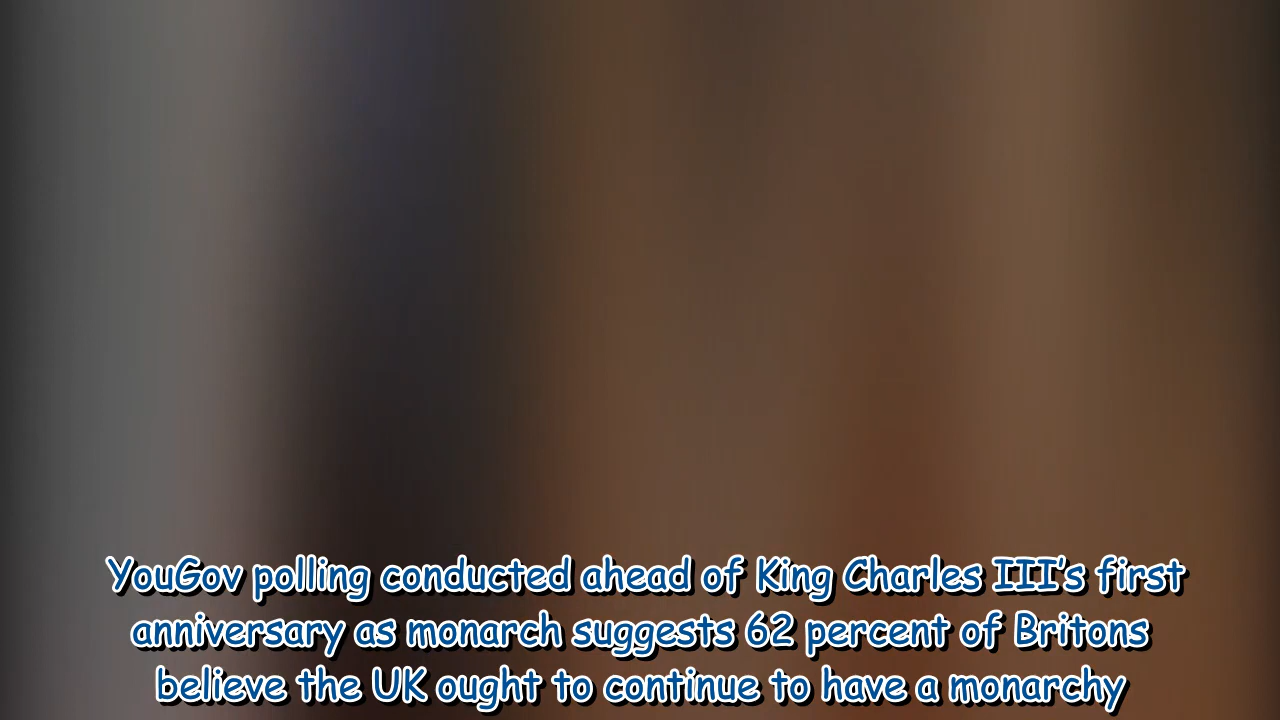 YouGov polling conducted ahead of King Charles III's first
anniversary as monarch suggests 62 percent of Britons
believe the UK ought to continue to have a monarchy